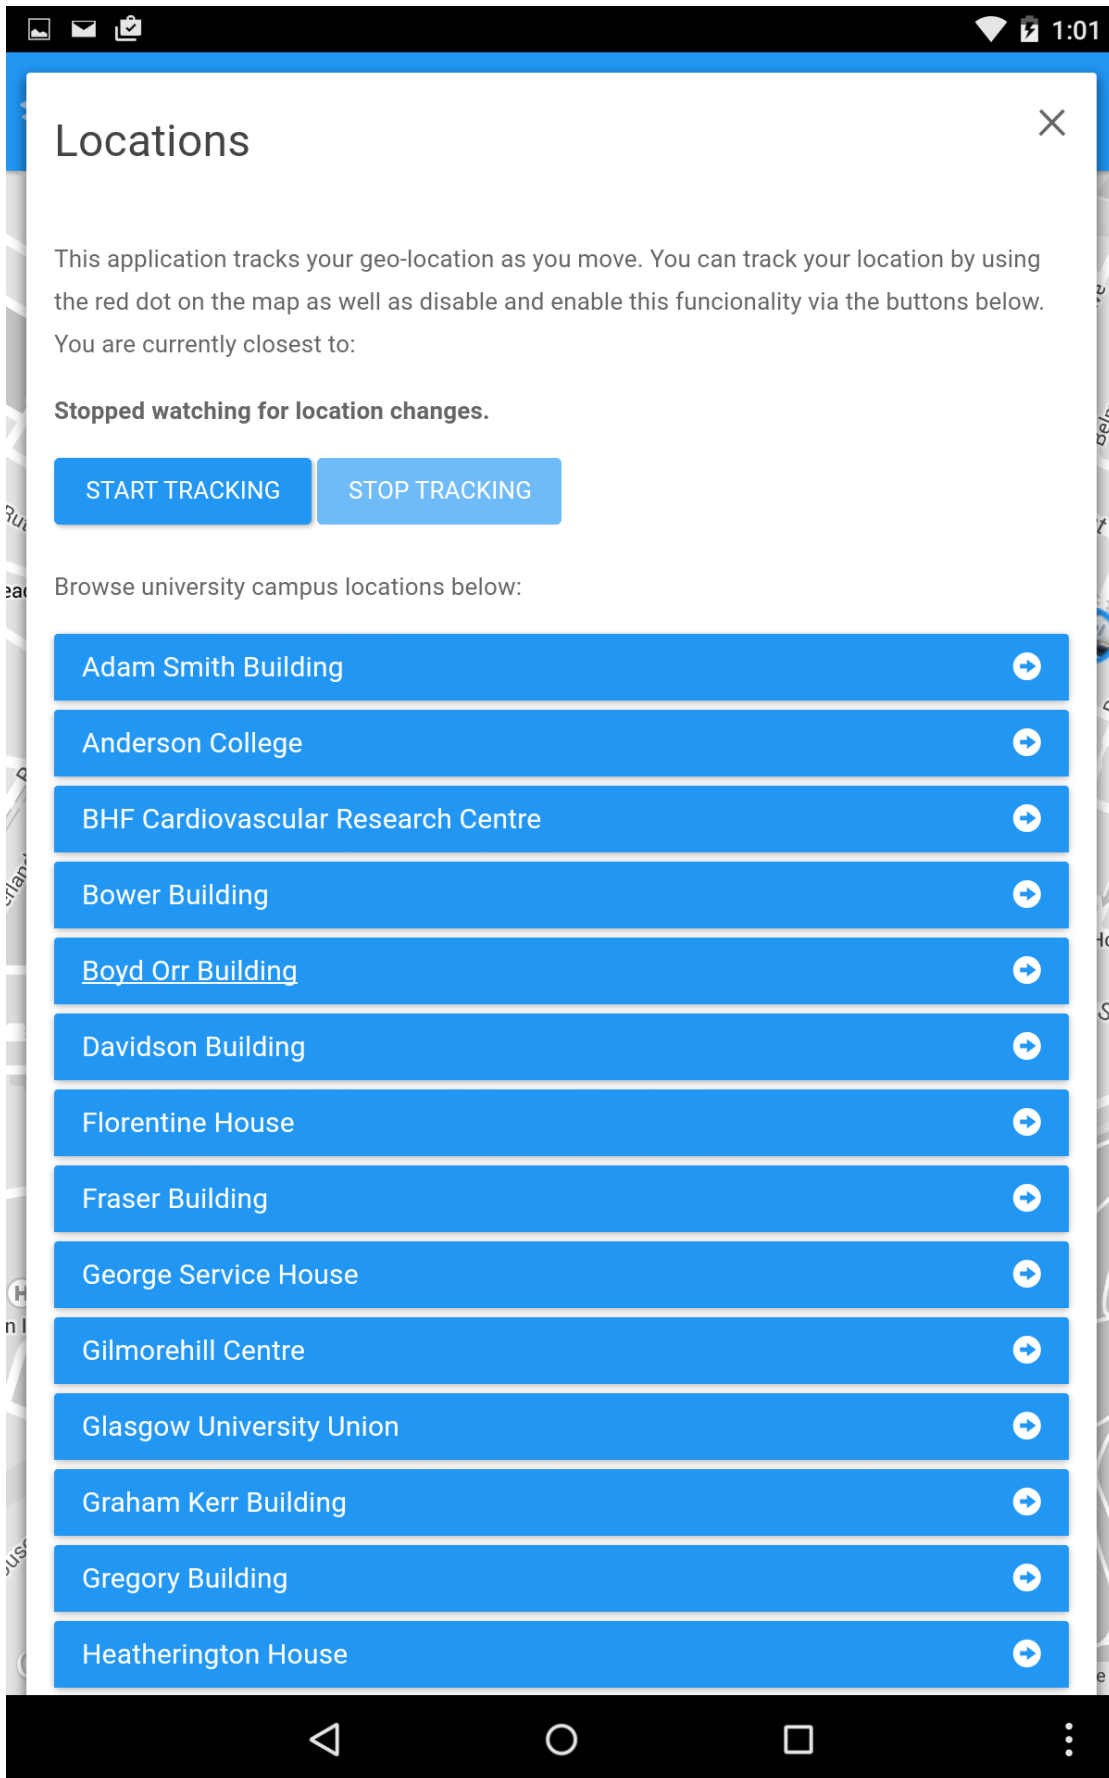 1:01
Locations
This application tracks your geo-location as you move. You can track your location by using
the red dot on the map as well as disable and enable this funcionality via the buttons below.
You are currently closest to:
Stopped watching for location changes.
START TRACKING STOP TRACKING
Browse university campus locations below:
Adam Smith Building
Anderson College
BHF Cardiovascular Research Centre
Bower Building
Boyd Orr Building
Davidson Building
Florentine House
Fraser Building
George Service House
Gilmorehill Centre
Glasgow University Union
Graham Kerr Building
Gregory Building
Heatherington House